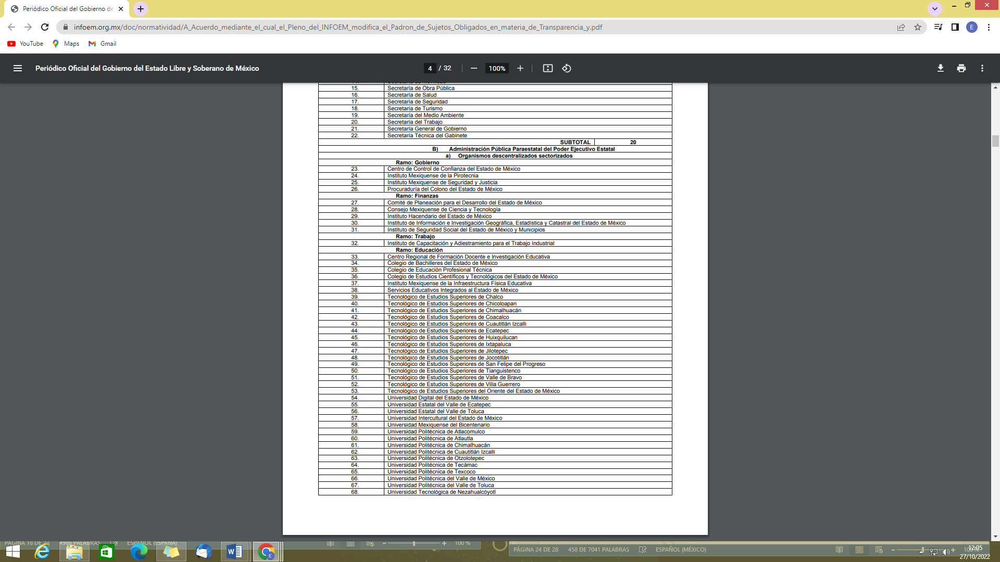 Periódico Oficial del Gobierno de
infoem.org.mx/doc/normatividad/A_Acuerdo_mediante_el_cual_el_Pleno_del_INFOEM_modifica_el_Padron_de_Sujetos_Obligados_en_materia_de_Transparencia_y.pdf
E
YouTube
Maps
Gmail
Periódico Oficial del Gobierno del Estado Libre y Soberano de México
4 / 32
100%
15. Secretaría de Obra Pública
16. Secretaría de Salud
17. Secretaría de Seguridad
18. Secretaría de Turismo
19. Secretaría del Medio Ambiente
20. Secretaría del Trabajo
21. Secretaría General de Gobierno
22. Secretaría Técnica del Gabinete
SUBTOTAL 20
B) Administración Pública Paraestatal del Poder Ejecutivo Estatal
a) Organismos descentralizados sectorizados
Ramo: Gobierno
23. Centro de Control de Confianza del Estado de México
24. Instituto Mexiquense de la Pirotecnia
25. Instituto Mexiquense de Seguridad y Justicia
26. Procuraduría del Colono del Estado de México
Ramo: Finanzas
27. Comité de Planeación para el Desarrollo del Estado de México
28. Consejo Mexiquense de Ciencia y Tecnología
29. Instituto Hacendario del Estado de México
30. Instituto de Información e Investigación Geográfica, Estadística y Catastral del Estado de México
31. Instituto de Seguridad Social del Estado de México y Municipios
Ramo: Trabajo
32. Instituto de Capacitación y Adiestramiento para el Trabajo Industrial
Ramo: Educación
33. Centro Regional de Formación Docente e Investigación Educativa
34. Colegio de Bachilleres del Estado de México
35. Colegio de Educación Profesional Técnica
36. Colegio de Estudios Científicos y Tecnológicos del Estado de México
37. Instituto Mexiquense de la Infraestructura Física Educativa
38. Servicios Educativos Integrados al Estado de México
39. Tecnológico de Estudios Superiores de Chalco
40. Tecnológico de Estudios Superiores de Chicoloapan
41. Tecnológico de Estudios Superiores de Chimalhuacán
42. Tecnológico de Estudios Superiores de Coacalco
43. Tecnológico de Estudios Superiores de Cuautitlán Izcalli
44. Tecnológico de Estudios Superiores de Ecatepec
45. Tecnológico de Estudios Superiores de Huixquilucan
46. Tecnológico de Estudios Superiores de Ixtapaluca
47. Tecnológico de Estudios Superiores de Jilotepec
48. Tecnológico de Estudios Superiores de Jocotitlán
49. Tecnológico de Estudios Superiores de San Felipe del Progreso
50. Tecnológico de Estudios Superiores de Tianguistenco
51. Tecnológico de Estudios Superiores de Valle de Bravo
52. Tecnológico de Estudios Superiores de Villa Guerrero
53. Tecnológico de Estudios Superiores del Oriente del Estado de México
54. Universidad Digital del Estado de México
55. Universidad Estatal del Valle de Ecatepec
56. Universidad Estatal del Valle de Toluca
57. Universidad Intercultural del Estado de México
58. Universidad Mexiquense del Bicentenario
59. Universidad Politécnica de Atlacomulco
60. Universidad Politécnica de Atlautla
61. Universidad Politécnica de Chimalhuacán
62. Universidad Politécnica de Cuautitlán Izcalli
63. Universidad Politécnica de Otzolotepec
64. Universidad Politécnica de Tecámac
65. Universidad Politécnica de Texcoco
66. Universidad Politécnica del Valle de México
67. Universidad Politécnica del Valle de Toluca
68. Universidad Tecnológica de Nezahualcóyotl
PÁGINA 18 DE 23 4986 PALABRAS ESPAÑOL (ESPAÑA) 100 %
PÁGINA 24 DE 28 458 DE 7041 PALABRAS ESPAÑOL (MÉXICO)
12:05
27/10/2022